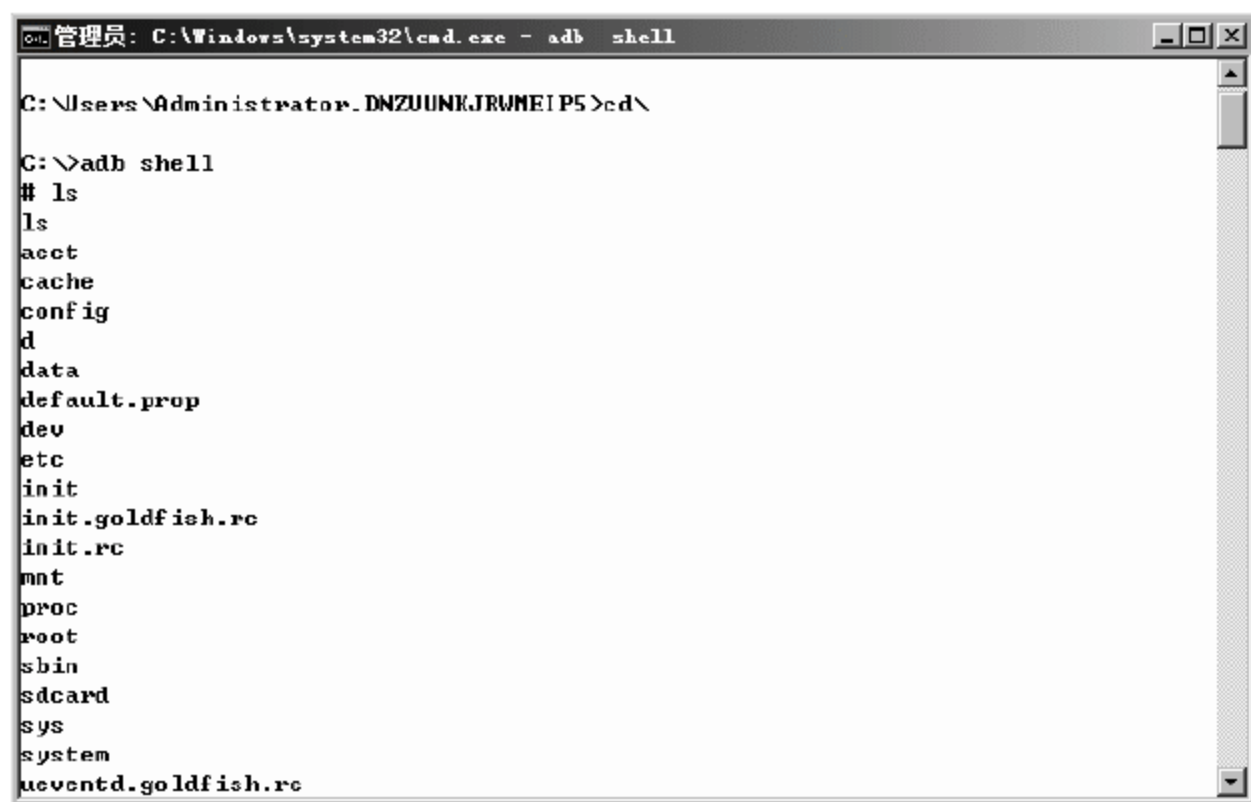 管理员: C:\Windows\system32\cmd.exe - adb  shell
C:\Users\Administrator.DNZUUNKJRWMEIP5>cd\
C:\>adb shell
# ls
ls
acct
cache
config
d
data
default.prop
dev
etc
init
init.goldfish.rc
init.rc
mnt
proc
root
sbin
sdcard
sys
system
ueventd.goldfish.rc